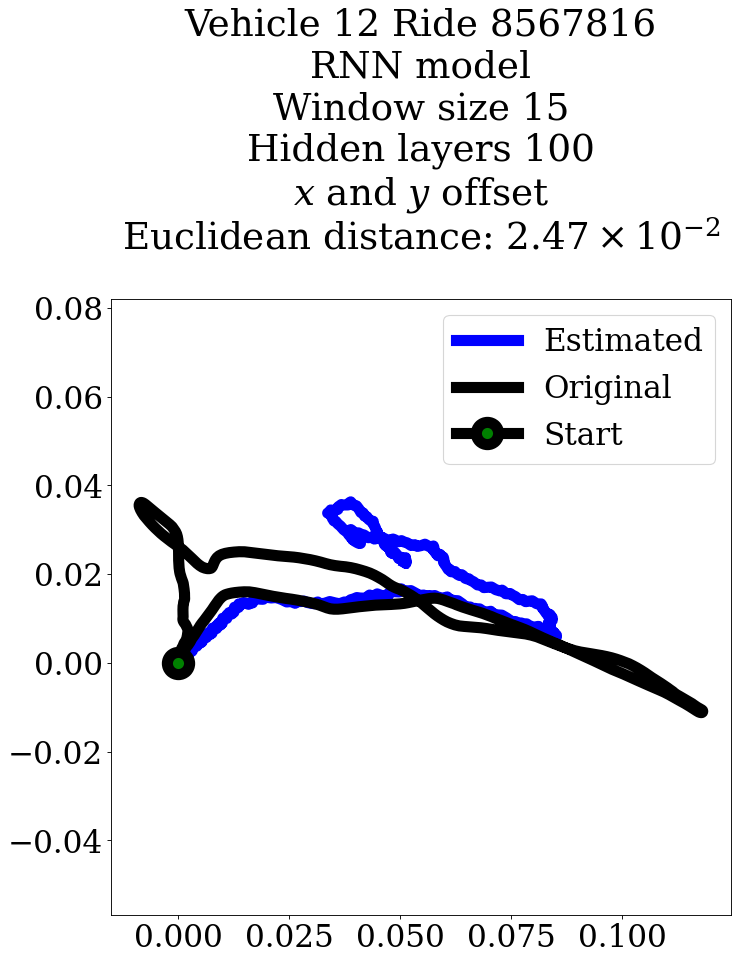 Vehicle 12 Ride 8567816
RNN model
Window size 15
Hidden layers 100
x and y offset
Euclidean distance: 2.47 × 10⁻²
Estimated
Original
Start
0.08
0.06
0.04
0.02
0.00
−0.02
−0.04
0.000 0.025 0.050 0.075 0.100